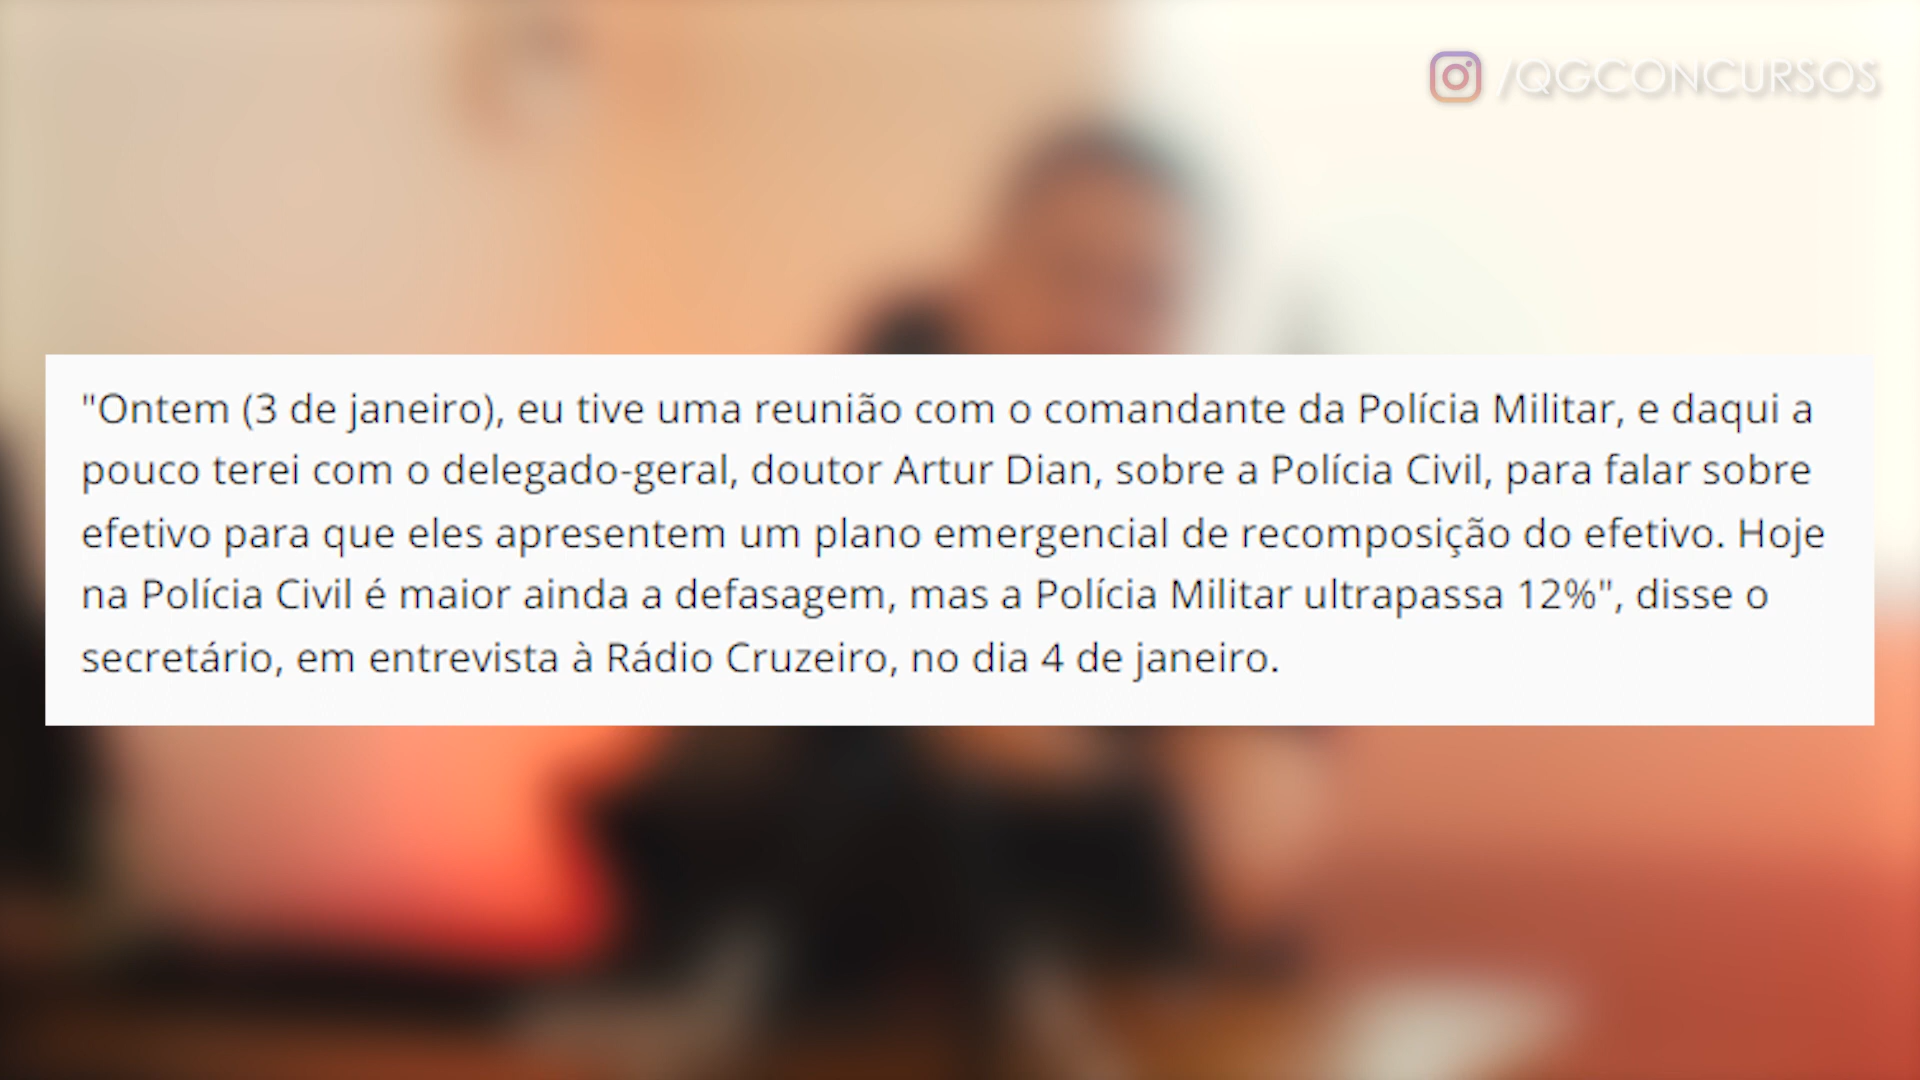 /QGCONCURSOS
"Ontem (3 de janeiro), eu tive uma reunião com o comandante da Polícia Militar, e daqui a
pouco terei com o delegado-geral, doutor Artur Dian, sobre a Polícia Civil, para falar sobre
efetivo para que eles apresentem um plano emergencial de recomposição do efetivo. Hoje
na Polícia Civil é maior ainda a defasagem, mas a Polícia Militar ultrapassa 12%", disse o
secretário, em entrevista à Rádio Cruzeiro, no dia 4 de janeiro.